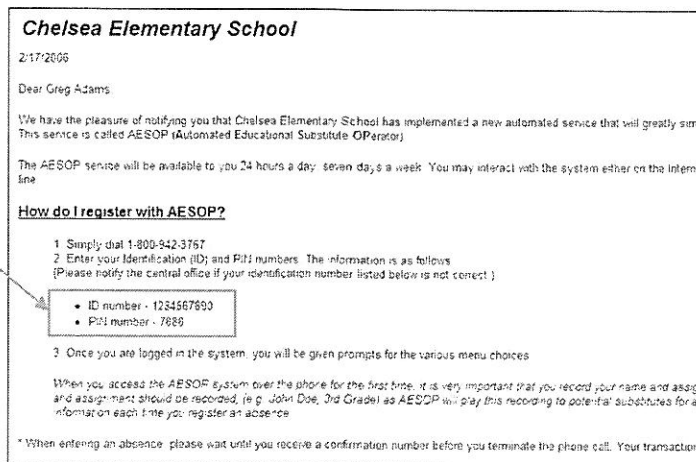 Chelsea Elementary School
2/17/2006
Dear Greg Adams
We have the pleasure of notifying you that Chelsea Elementary School has implemented a new automated service that will greatly sim
This service is called AESOP (Automated Educational Substitute OPerator)
The AESOP service will be available to you 24 hours a day, seven days a week. You may interact with the system either on the Intern
line
How do I register with AESOP?
1 Simply dial 1-800-942-3767
2 Enter your Identification (ID) and PIN numbers. The information is as follows
(Please notify the central office if your identification number listed below is not correct.)
• ID number - 1234567890
• PIN number - 7686
3 Once you are logged in the system, you will be given prompts for the various menu choices
When you access the AESOP system over the phone for the first time, it is very important that you record your name and assig
and assignment should be recorded, (e.g. John Doe, 3rd Grade) as AESOP will play this recording to potential substitutes for a
information each time you register an absence
* When entering an absence, please wait until you receive a confirmation number before you terminate the phone call. Your transaction